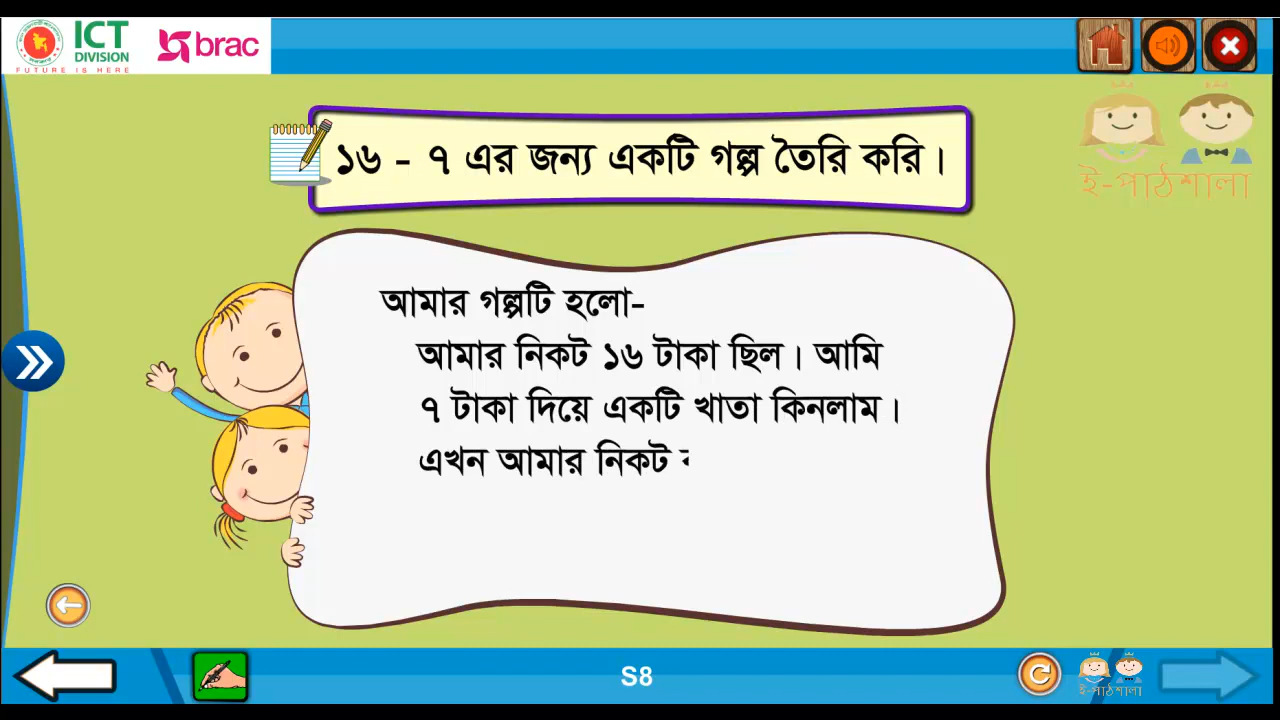 ICT
DIVISION
FUTURE IS HERE
brac
১৬ - ৭ এর জন্য একটি গল্প তৈরি করি।
ই-পাঠশালা
আমার গল্পটি হলো-
আমার নিকট ১৬ টাকা ছিল। আমি
৭ টাকা দিয়ে একটি খাতা কিনলাম।
এখন আমার নিকট
S8
ই-পাঠশালা